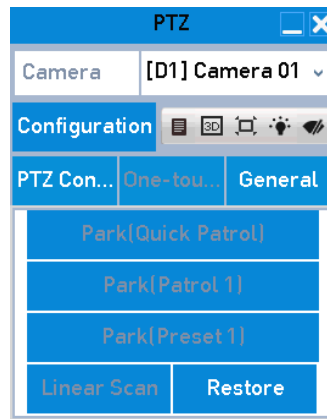 PTZ
Camera [D1] Camera 01
Configuration 3D
PTZ Con... One-tou... General
Park(Quick Patrol)
Park(Patrol 1)
Park(Preset 1)
Linear Scan Restore